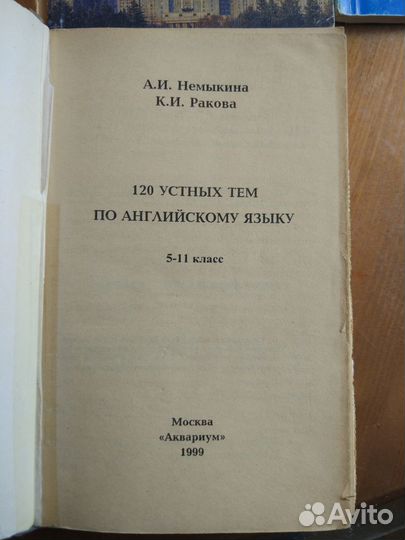 А.И. Немыкина
К.И. Ракова
120 УСТНЫХ ТЕМ
ПО АНГЛИЙСКОМУ ЯЗЫКУ
5-11 класс
Москва
«Аквариум»
1999
Avito